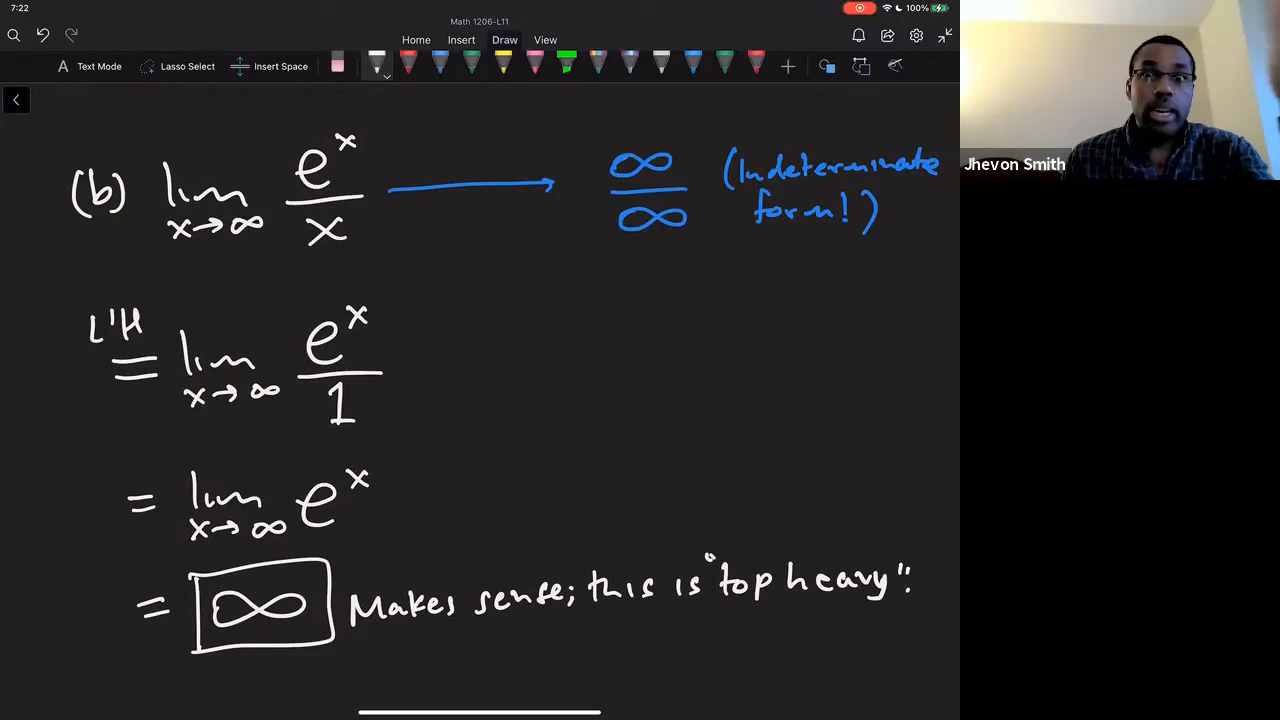 7:22
100%
Math 1206-L11
Home Insert Draw View
Text Mode Lasso Select Insert Space
(b) lim x→∞ e^x / x → ∞ / ∞ (Indeterminate form!)
L'H = lim x→∞ e^x / 1
= lim x→∞ e^x
= ∞ Makes sense; this is "top heavy".
Jhevon Smith